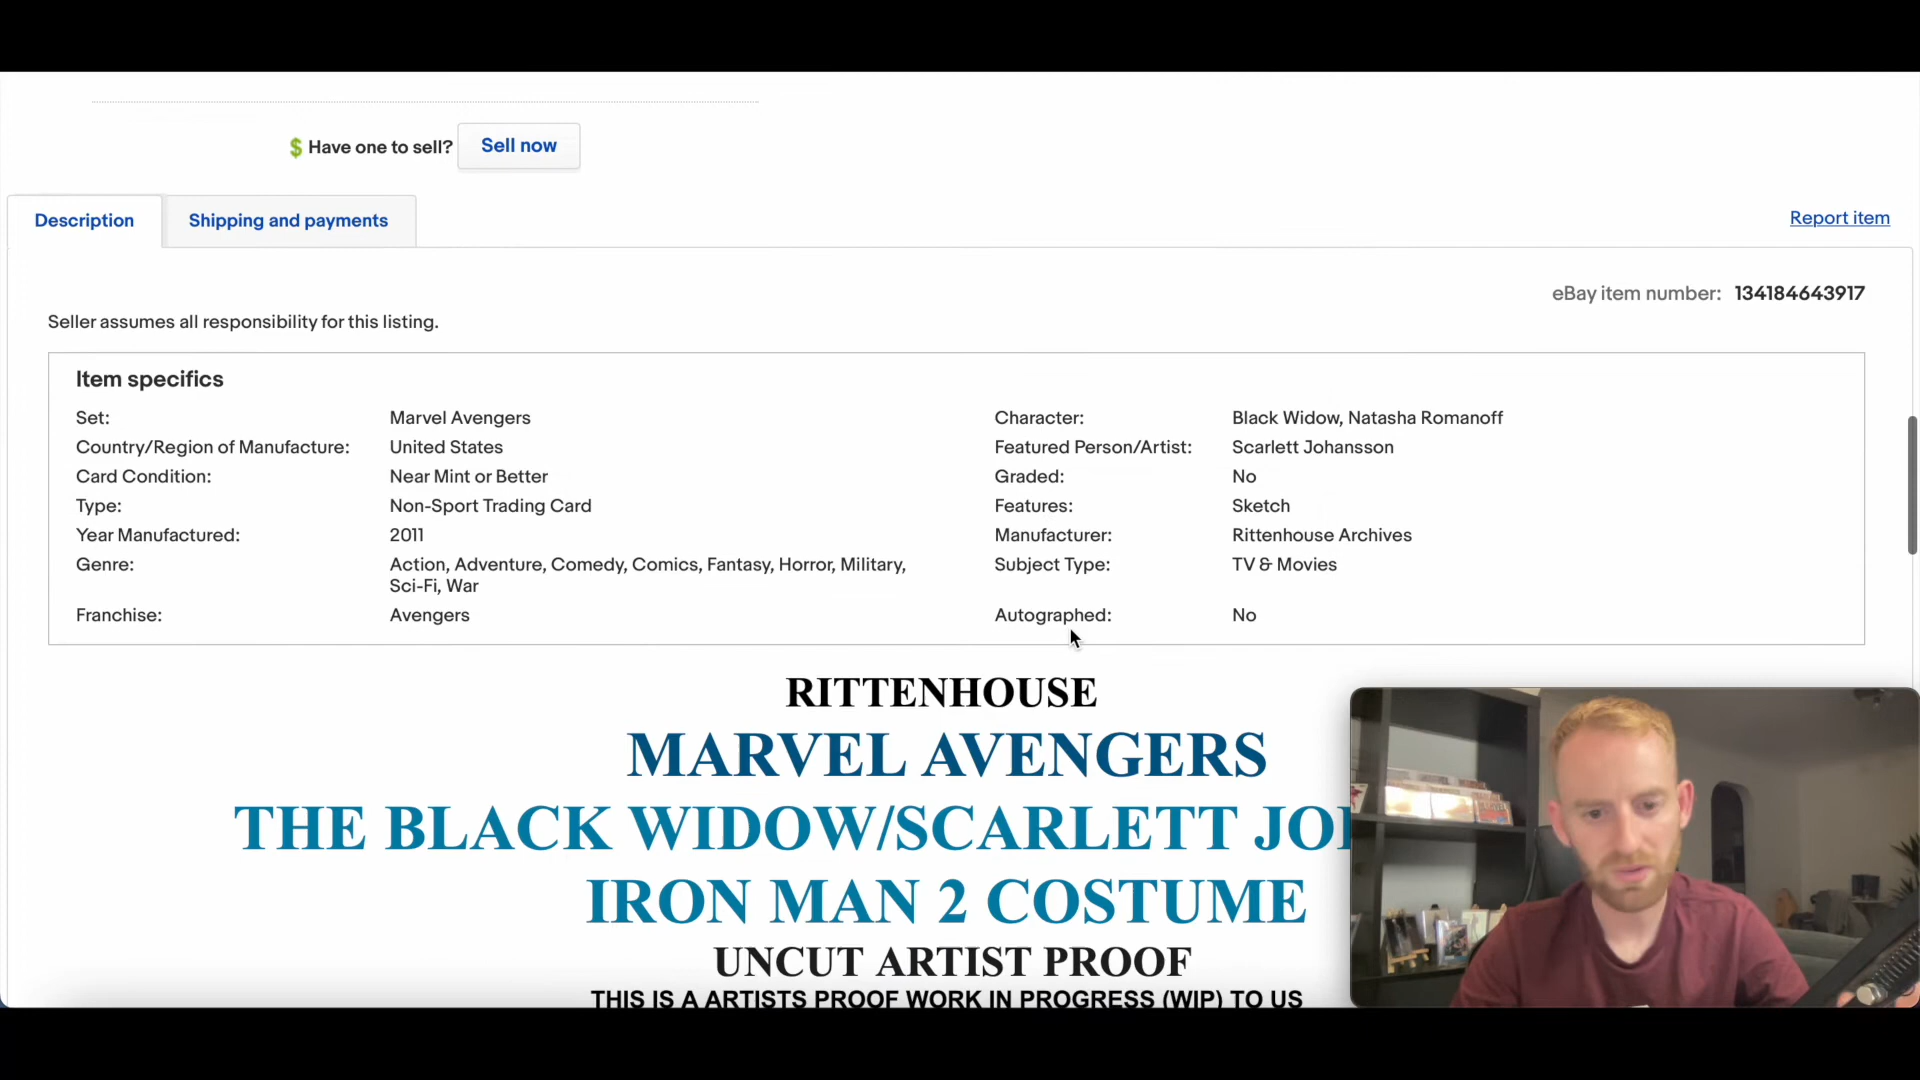 Have one to sell? Sell now
Description Shipping and payments Report item
eBay item number: 134184643917
Seller assumes all responsibility for this listing.
Item specifics
Set: Marvel Avengers Character: Black Widow, Natasha Romanoff
Country/Region of Manufacture: United States Featured Person/Artist: Scarlett Johansson
Card Condition: Near Mint or Better Graded: No
Type: Non-Sport Trading Card Features: Sketch
Year Manufactured: 2011 Manufacturer: Rittenhouse Archives
Genre: Action, Adventure, Comedy, Comics, Fantasy, Horror, Military, Subject Type: TV & Movies
Sci-Fi, War
Franchise: Avengers Autographed: No
RITTENHOUSE
MARVEL AVENGERS
THE BLACK WIDOW/SCARLETT JO
IRON MAN 2 COSTUME
UNCUT ARTIST PROOF
THIS IS A ARTISTS PROOF WORK IN PROGRESS (WIP) TO US